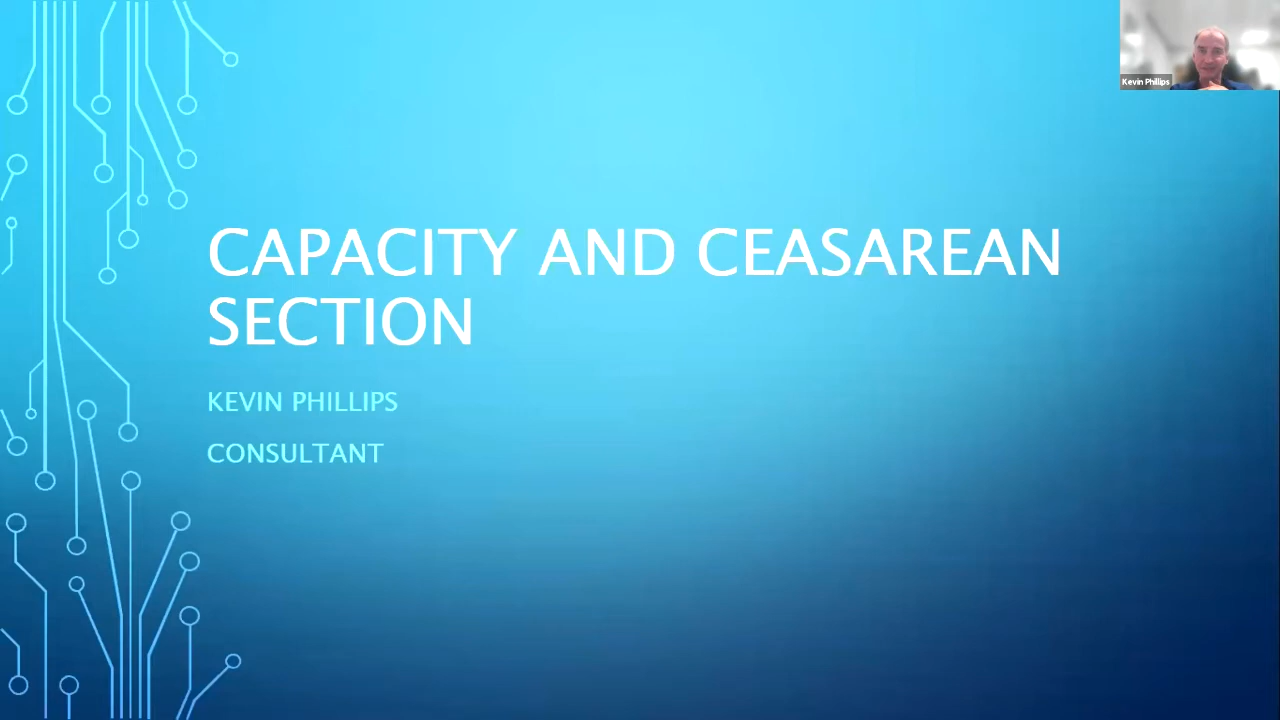 CAPACITY AND CEASAREAN
SECTION
KEVIN PHILLIPS
CONSULTANT
Kevin Phillips